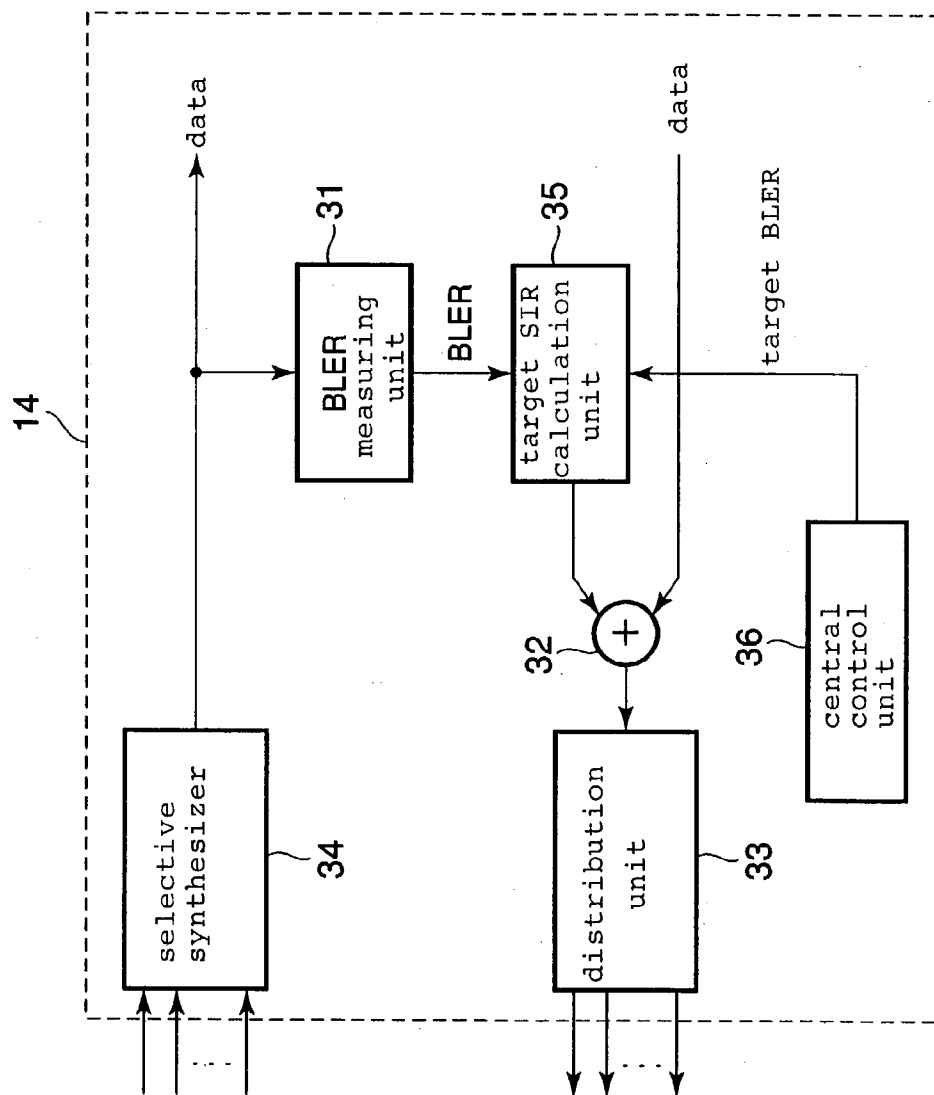 14
selective
synthesizer
34
data
BLER
measuring
unit
31
BLER
target SIR
calculation
unit
35
data
+
32
distribution
unit
33
target BLER
central
control
unit
36